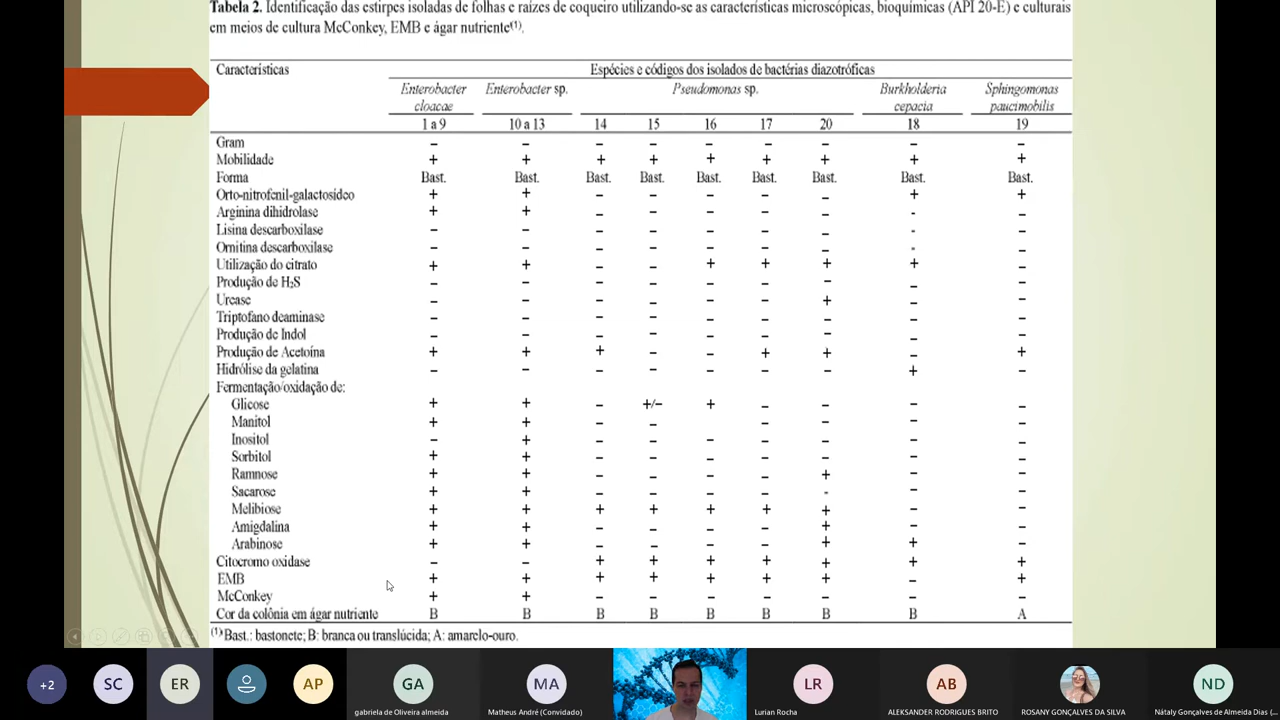 Tabela 2. Identificação das estirpes isoladas de folhas e raízes de coqueiro utilizando-se as características microscópicas, bioquímicas (API 20-E) e culturais
em meios de cultura McConkey, EMB e ágar nutriente(1).
Características Espécies e códigos dos isolados de bactérias diazotróficas
Enterobacter cloacae Enterobacter sp. Pseudomonas sp. Burkholderia cepacia Sphingomonas paucimobilis
1 a 9 10 a 13 14 15 16 17 20 18 19
Gram – – – – – – – – –
Mobilidade + + + + + + + + +
Forma Bast. Bast. Bast. Bast. Bast. Bast. Bast. Bast. Bast.
Orto-nitrofenil-galactosídeo + + – – – – – + +
Arginina dihidrolase + + – – – – – - –
Lisina descarboxilase – – – – – – – - –
Ornitina descarboxilase – – – – – – – - –
Utilização do citrato + + – – + + + + –
Produção de H2S – – – – – – – – –
Urease – – – – – – + – –
Triptofano deaminase – – – – – – – – –
Produção de Indol – – – – – – – – –
Produção de Acetoína + + + – – + + – +
Hidrólise da gelatina – – – – – – – + –
Fermentação/oxidação de:
Glicose + + – +/– + – – – –
Manitol + + – – – – – –
Inositol – + – – – – – – –
Sorbitol + + – – – – – – –
Ramnose + + – – – – + – –
Sacarose + + – – – – - – –
Melibiose + + + + + + + – –
Amigdalina + + – – – – + – –
Arabinose + + – – – – + + –
Citocromo oxidase – – + + + + + + +
EMB + + + + + + + – +
McConkey + + – – – – – – –
Cor da colônia em ágar nutriente B B B B B B B B A
(1) Bast.: bastonete; B: branca ou translúcida; A: amarelo-ouro.
+2 SC ER AP GA MA LR AB ND
gabriela de Oliveira almeida Matheus André (Convidado) Lurian Rocha ALEKSANDER RODRIGUES BRITO ROSANY GONÇALVES DA SILVA Nátaly Gonçalves de Almeida Dias (...